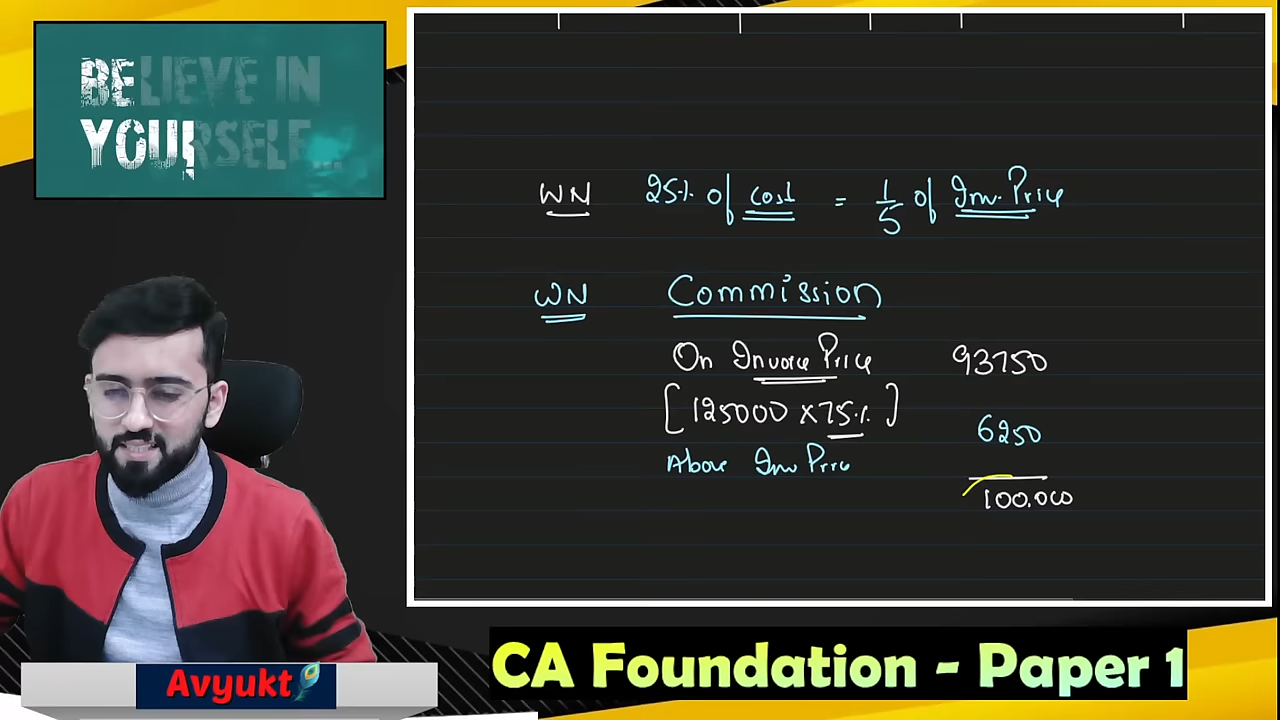 BELIEVE IN
YOURSELF...
WN 25% of cost = 1/5 of Inv. Price
WN Commission
On Invoice Price 93750
[125000 x 75%]
6250
Above Inv Price
100,000
Avyukt
CA Foundation - Paper 1